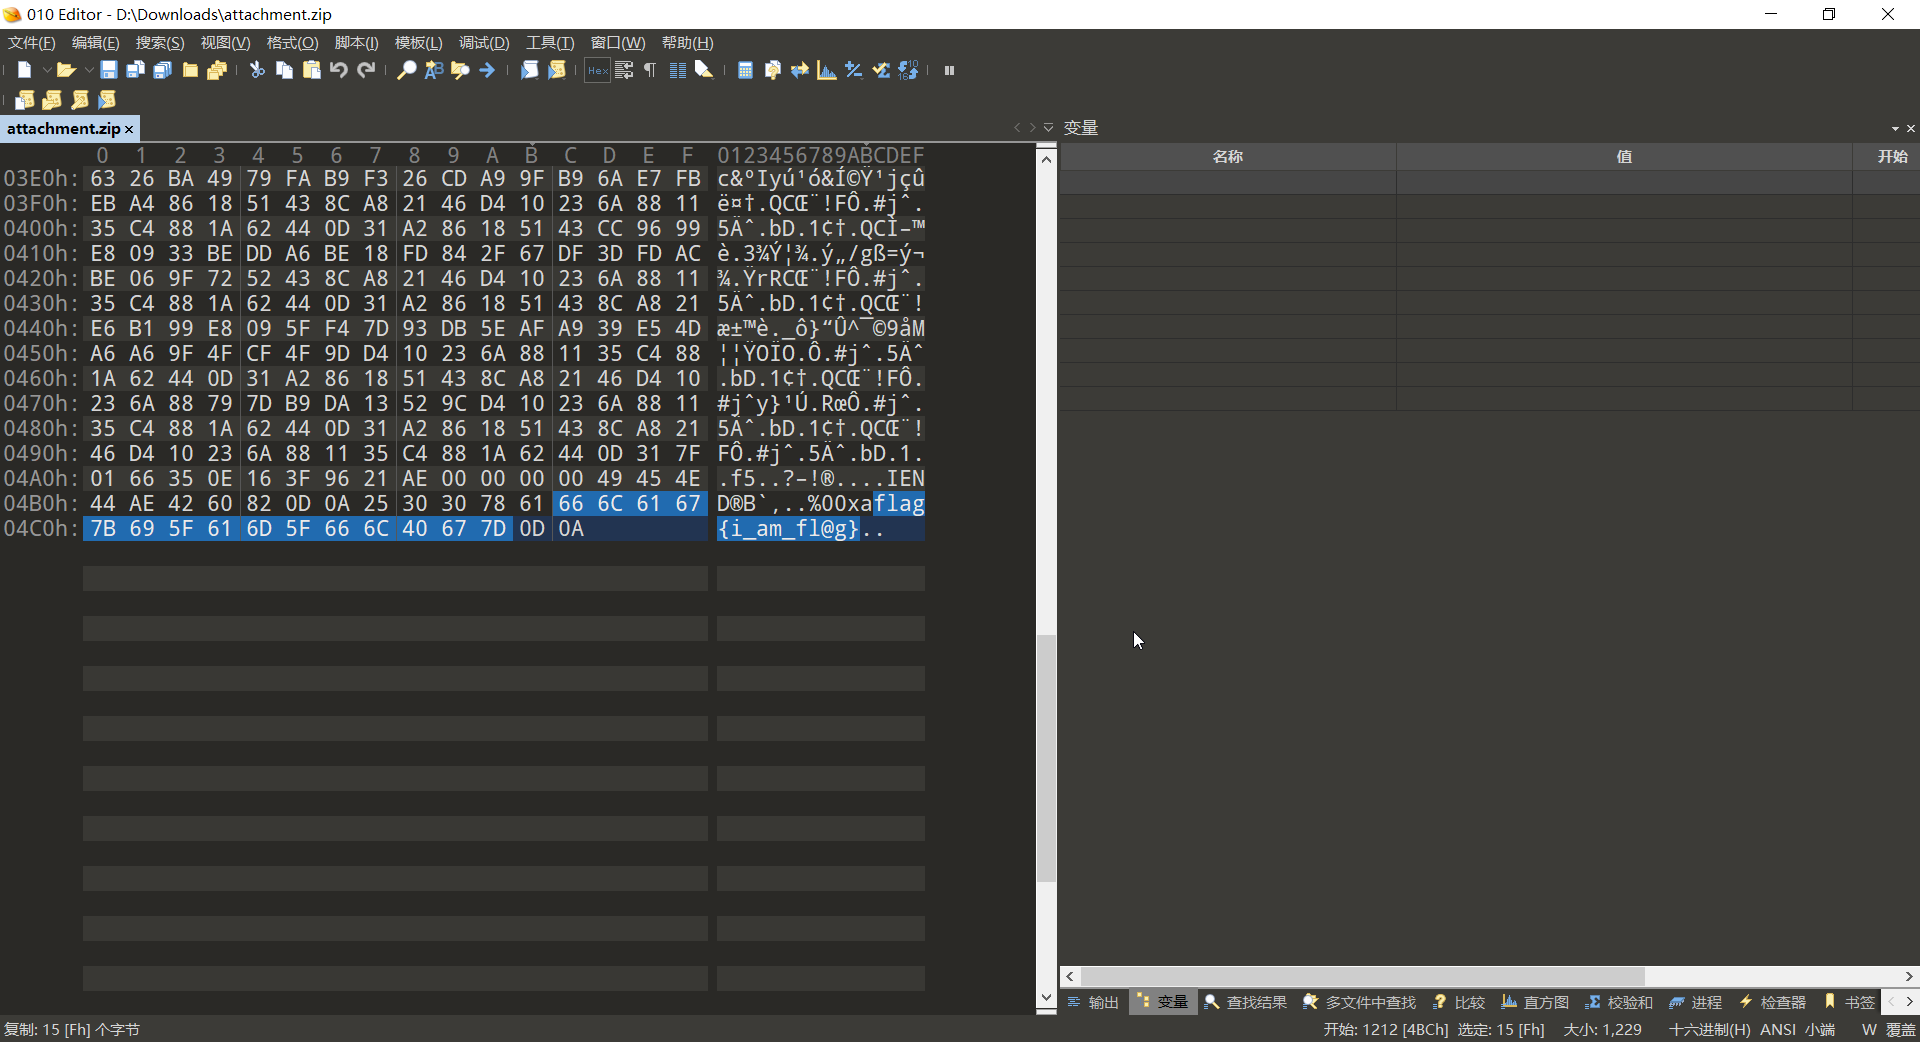 010 Editor - D:\Downloads\attachment.zip
文件(F) 编辑(E) 搜索(S) 视图(V) 格式(O) 脚本(I) 模板(L) 调试(D) 工具(T) 窗口(W) 帮助(H)
Hex
attachment.zip
变量
0 1 2 3 4 5 6 7 8 9 A B C D E F 0123456789ABCDEF
名称 值 开始
03E0h: 63 26 BA 49 79 FA B9 F3 26 CD A9 9F B9 6A E7 FB c&ºIyú¹ó&Í©Ÿ¹jçû
03F0h: EB A4 86 18 51 43 8C A8 21 46 D4 10 23 6A 88 11 ë¤†.QCŒ¨!FÔ.#jˆ.
0400h: 35 C4 88 1A 62 44 0D 31 A2 86 18 51 43 CC 96 99 5Äˆ.bD.1¢†.QCÌ–™
0410h: E8 09 33 BE DD A6 BE 18 FD 84 2F 67 DF 3D FD AC è.3¾Ý¦¾.ý„/gß=ý¬
0420h: BE 06 9F 72 52 43 8C A8 21 46 D4 10 23 6A 88 11 ¾.ŸrRCŒ¨!FÔ.#jˆ.
0430h: 35 C4 88 1A 62 44 0D 31 A2 86 18 51 43 8C A8 21 5Äˆ.bD.1¢†.QCŒ¨!
0440h: E6 B1 99 E8 09 5F F4 7D 93 DB 5E AF A9 39 E5 4D æ±™è._ô}“Û^¯©9åM
0450h: A6 A6 9F 4F CF 4F 9D D4 10 23 6A 88 11 35 C4 88 ¦¦ŸOÏO.Ô.#jˆ.5Äˆ
0460h: 1A 62 44 0D 31 A2 86 18 51 43 8C A8 21 46 D4 10 .bD.1¢†.QCŒ¨!FÔ.
0470h: 23 6A 88 79 7D B9 DA 13 52 9C D4 10 23 6A 88 11 #jˆy}¹Ú.RœÔ.#jˆ.
0480h: 35 C4 88 1A 62 44 0D 31 A2 86 18 51 43 8C A8 21 5Äˆ.bD.1¢†.QCŒ¨!
0490h: 46 D4 10 23 6A 88 11 35 C4 88 1A 62 44 0D 31 7F FÔ.#jˆ.5Äˆ.bD.1.
04A0h: 01 66 35 0E 16 3F 96 21 AE 00 00 00 00 49 45 4E .f5..?–!®....IEN
04B0h: 44 AE 42 60 82 0D 0A 25 30 30 78 61 66 6C 61 67 D®B`‚..%00xaflag
04C0h: 7B 69 5F 61 6D 5F 66 6C 40 67 7D 0D 0A {i_am_fl@g}..
输出 变量 查找结果 多文件中查找 比较 直方图 校验和 进程 检查器 书签
复制: 15 [Fh] 个字节 开始: 1212 [4BCh] 选定: 15 [Fh] 大小: 1,229 十六进制(H) ANSI 小端 W 覆盖